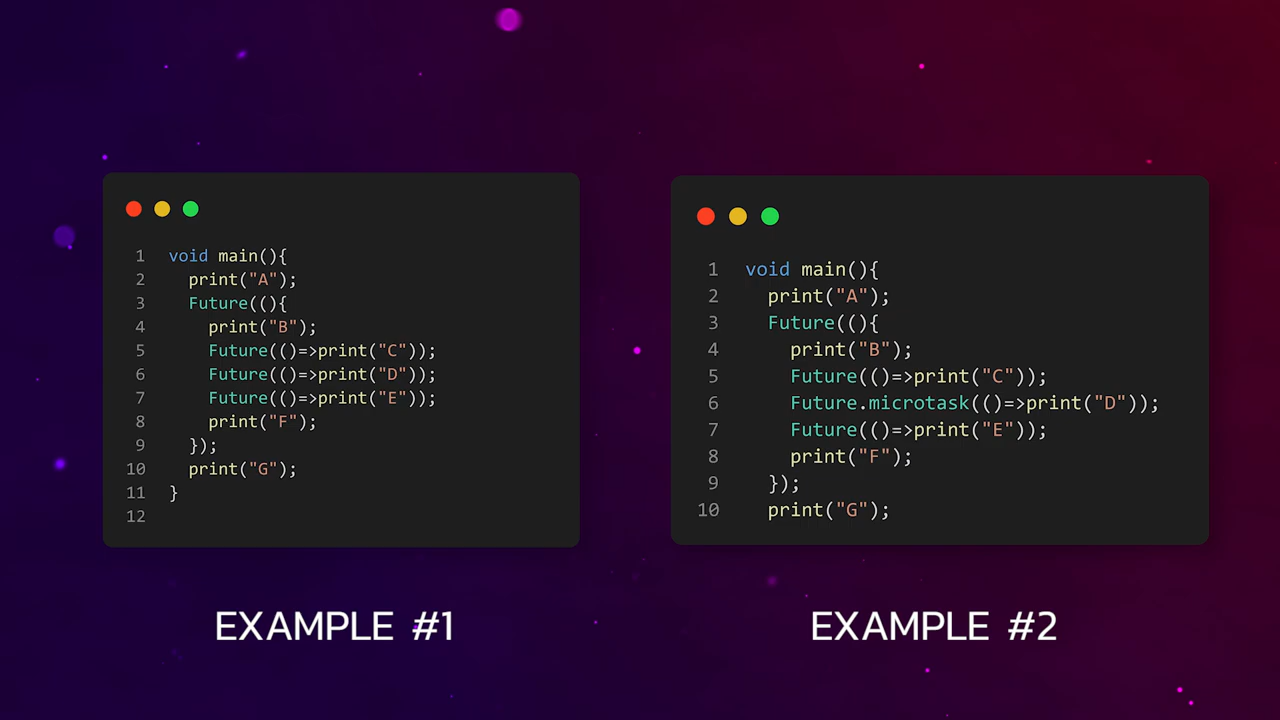 1 void main(){
2 print("A");
3 Future((){
4 print("B");
5 Future(()=>print("C"));
6 Future(()=>print("D"));
7 Future(()=>print("E"));
8 print("F");
9 });
10 print("G");
11 }
12
EXAMPLE #1
1 void main(){
2 print("A");
3 Future((){
4 print("B");
5 Future(()=>print("C"));
6 Future.microtask(()=>print("D"));
7 Future(()=>print("E"));
8 print("F");
9 });
10 print("G");
EXAMPLE #2